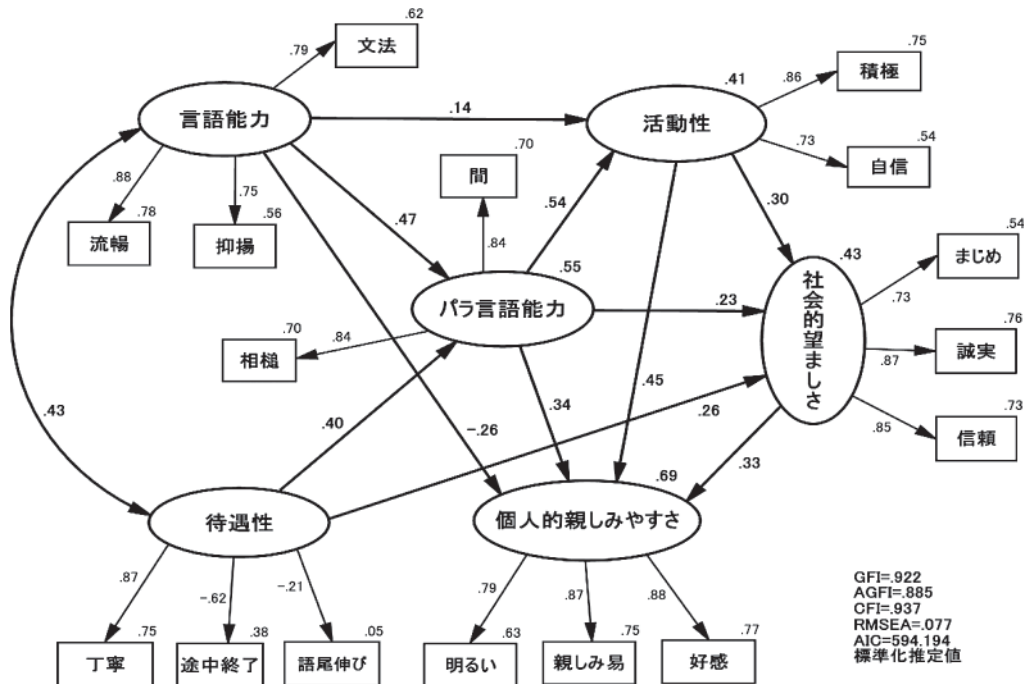 .62
.79
文法
.75
.41
.86
積極
言語能力
.14
活動性
.70
.73
.54
自信
間
.88
.75
.54
.30
.78
.56
.47
流暢
抑揚
.84
.54
.55
.43
まじめ
パラ言語能力
.23
社会的望ましさ
.73
.70
.84
.76
相槌
誠実
.87
.45
.34
.26
.73
.43
.40
-.26
.85
信頼
.33
.69
待遇性
個人的親しみやすさ
.87
-.62
-.21
.79
.87
.88
GFI=.922
AGFI=.885
CFI=.937
RMSEA=.077
AIC=594.194
標準化推定値
.75
.38
.05
.63
.75
.77
丁寧
途中終了
語尾伸び
明るい
親しみ易
好感